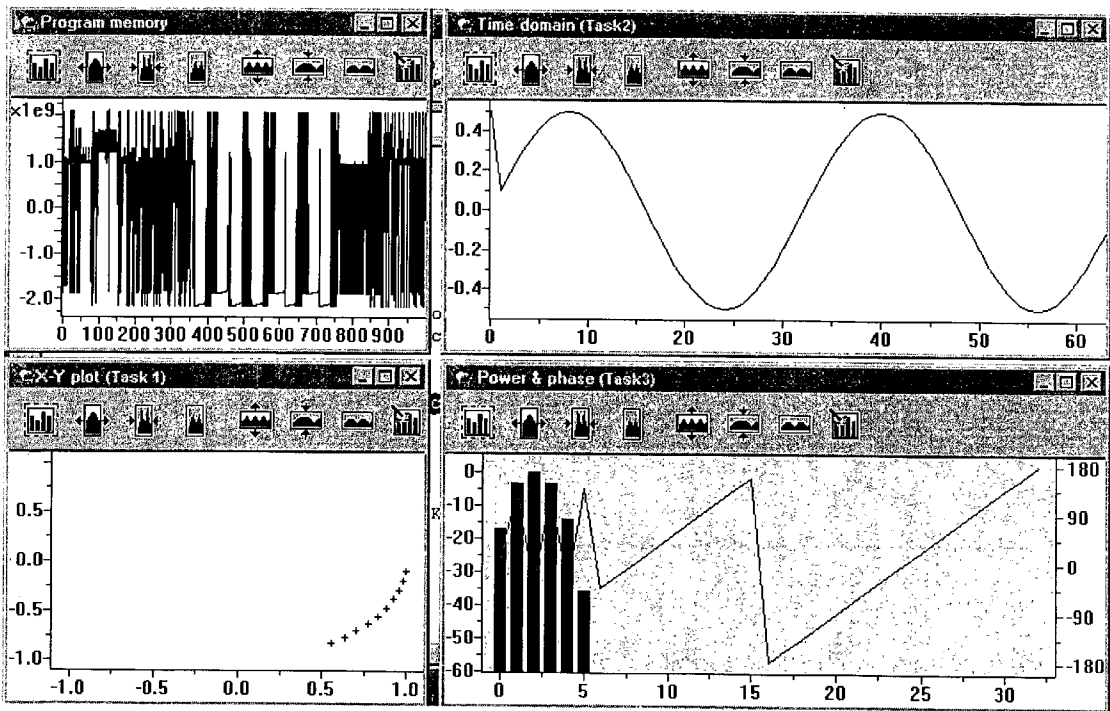 Program memory
×1e9
1.0
0.0
-1.0
-2.0
0 100 200 300 400 500 600 700 800 900
Time domain (Task2)
0.4
0.2
0.0
-0.2
-0.4
0 10 20 30 40 50 60
X-Y plot (Task 1)
0.5
0.0
-0.5
-1.0
-1.0 -0.5 0.0 0.5 1.0
Power & phase (Task3)
0
-10
-20
-30
-40
-50
-60
180
90
0
-90
-180
0 5 10 15 20 25 30
P
o
c
K